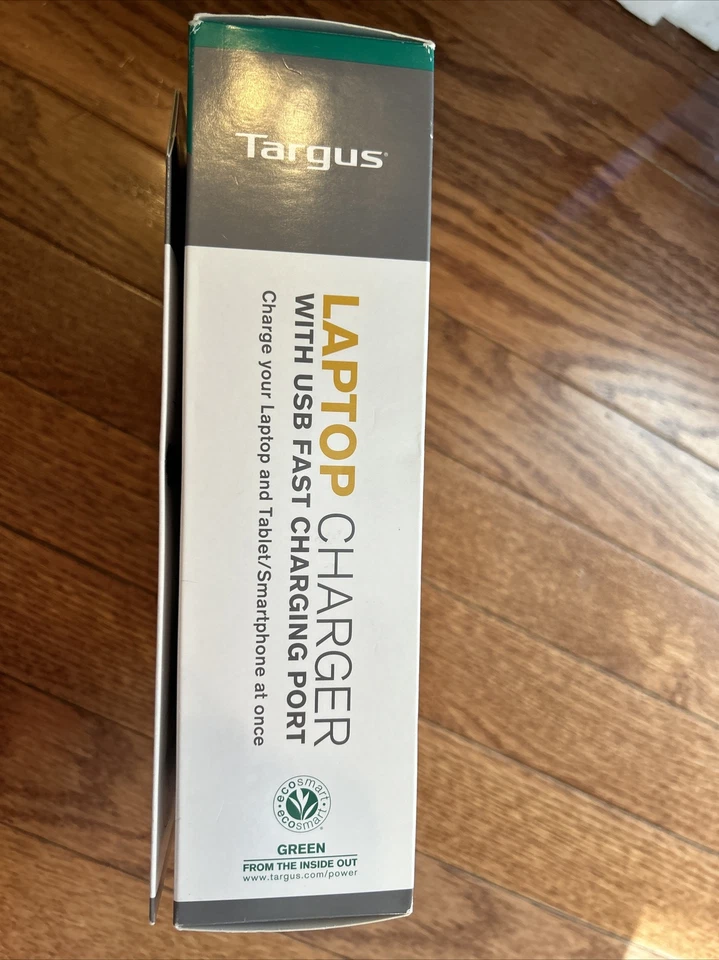 Targus
LAPTOP CHARGER
WITH USB FAST CHARGING PORT
Charge your Laptop and Tablet/Smartphone at once
ecosmart • ecosmart •
GREEN
FROM THE INSIDE OUT
www.targus.com/power